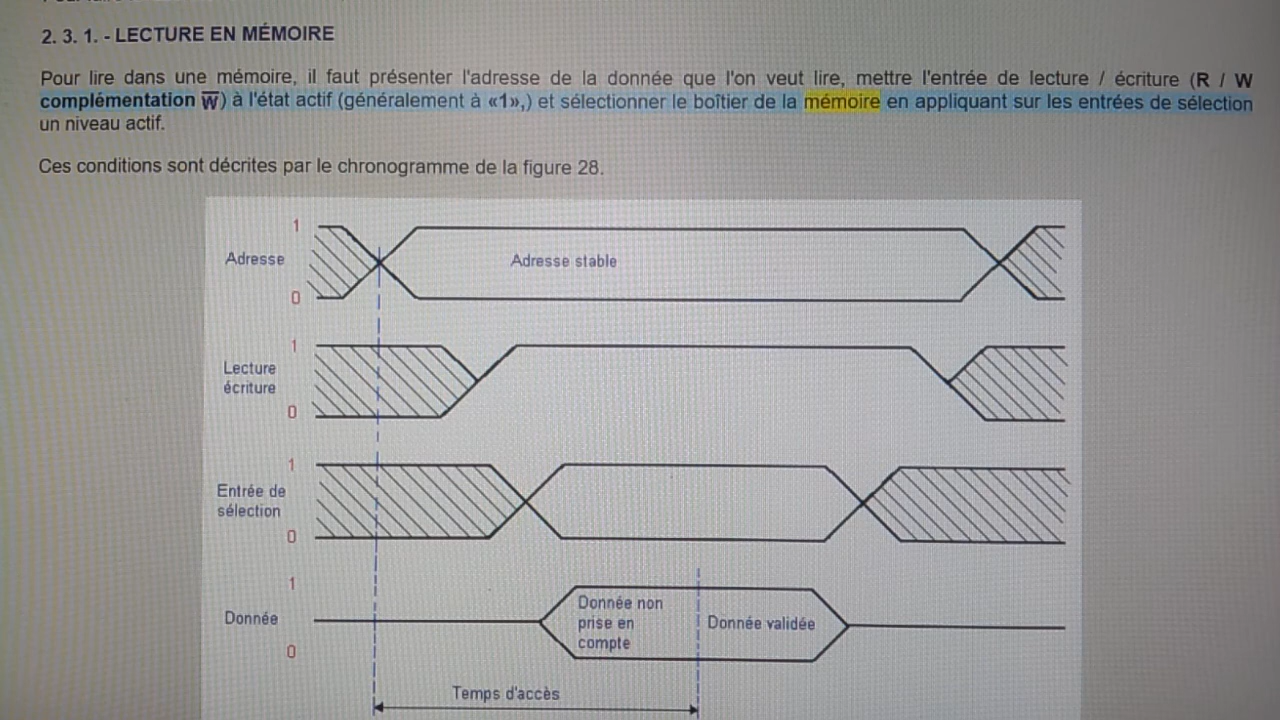 2. 3. 1. - LECTURE EN MÉMOIRE
Pour lire dans une mémoire, il faut présenter l'adresse de la donnée que l'on veut lire, mettre l'entrée de lecture / écriture (R / W
complémentation W̅) à l'état actif (généralement à «1»,) et sélectionner le boîtier de la mémoire en appliquant sur les entrées de sélection
un niveau actif.
Ces conditions sont décrites par le chronogramme de la figure 28.
1
Adresse
Adresse stable
0
1
Lecture
écriture
0
1
Entrée de
sélection
0
1
Donnée
Donnée non
prise en
compte
Donnée validée
0
Temps d'accès